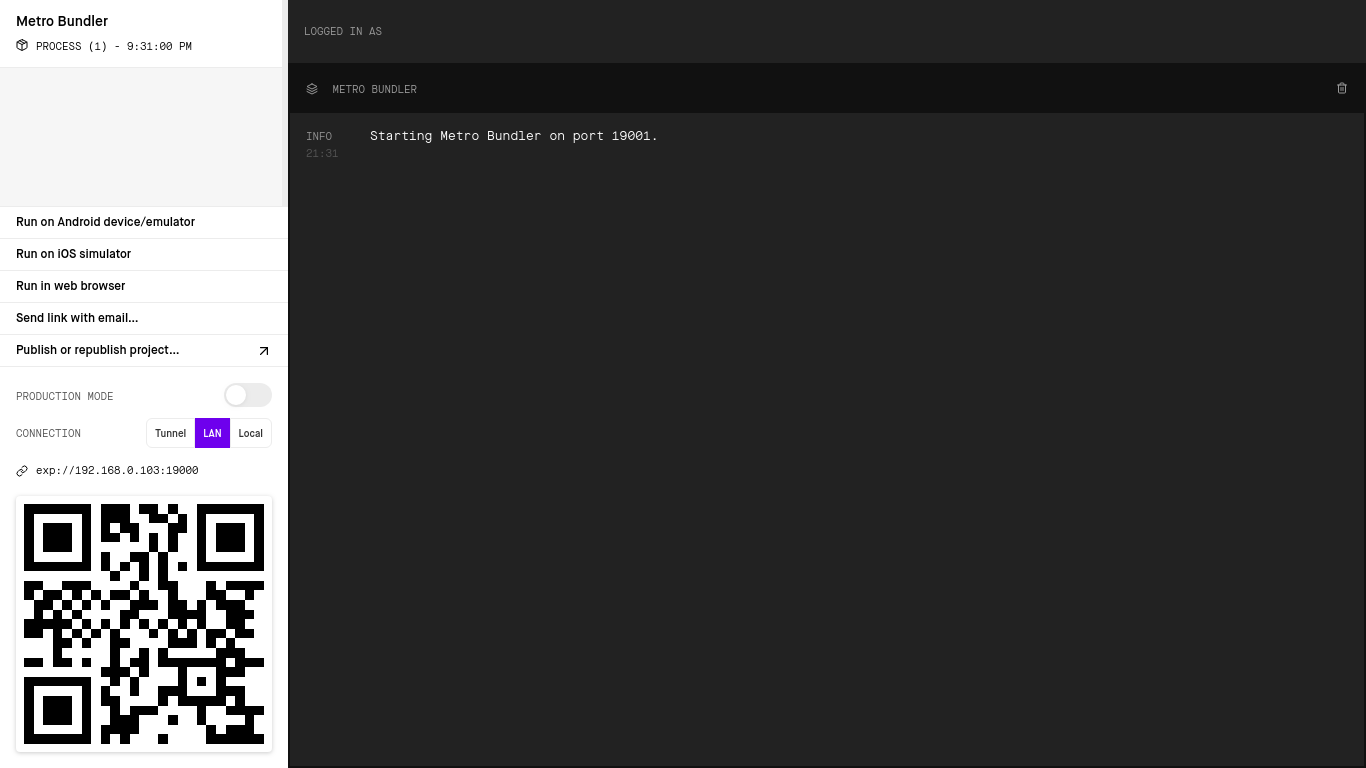 Metro Bundler
PROCESS (1) - 9:31:00 PM
Run on Android device/emulator
Run on iOS simulator
Run in web browser
Send link with email…
Publish or republish project…
PRODUCTION MODE
CONNECTION
Tunnel LAN Local
exp://192.168.0.103:19000
LOGGED IN AS
METRO BUNDLER
INFO Starting Metro Bundler on port 19001.
21:31